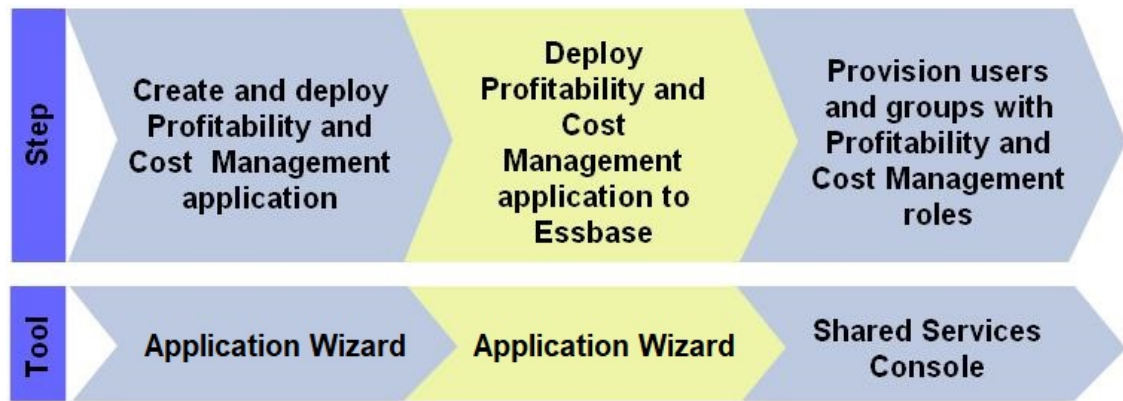 Step
Create and deploy
Profitability and
Cost Management
application
Deploy
Profitability and
Cost
Management
application to
Essbase
Provision users
and groups with
Profitability and
Cost Management
roles
Tool
Application Wizard
Application Wizard
Shared Services
Console